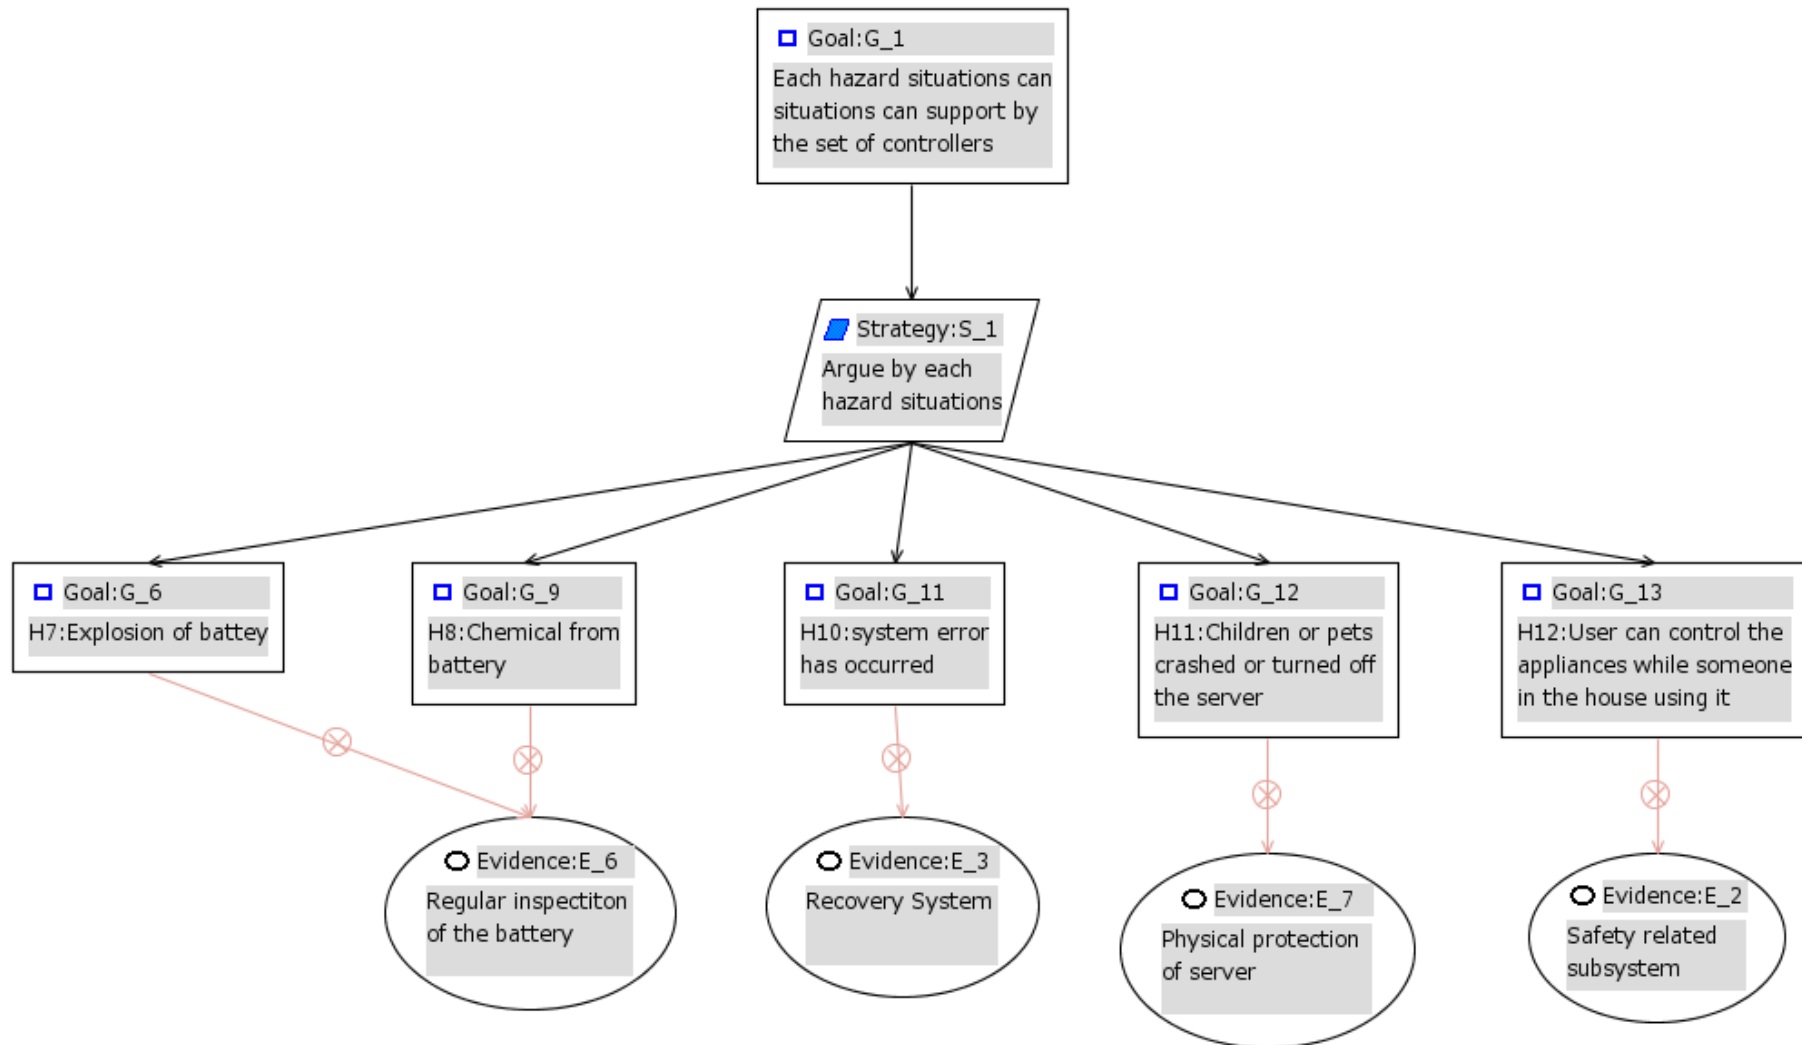 Goal:G_1
Each hazard situations can
situations can support by
the set of controllers
Strategy:S_1
Argue by each
hazard situations
Goal:G_6
H7:Explosion of battey
Goal:G_9
H8:Chemical from
battery
Goal:G_11
H10:system error
has occurred
Goal:G_12
H11:Children or pets
crashed or turned off
the server
Goal:G_13
H12:User can control the
appliances while someone
in the house using it
Evidence:E_6
Regular inspectiton
of the battery
Evidence:E_3
Recovery System
Evidence:E_7
Physical protection
of server
Evidence:E_2
Safety related
subsystem